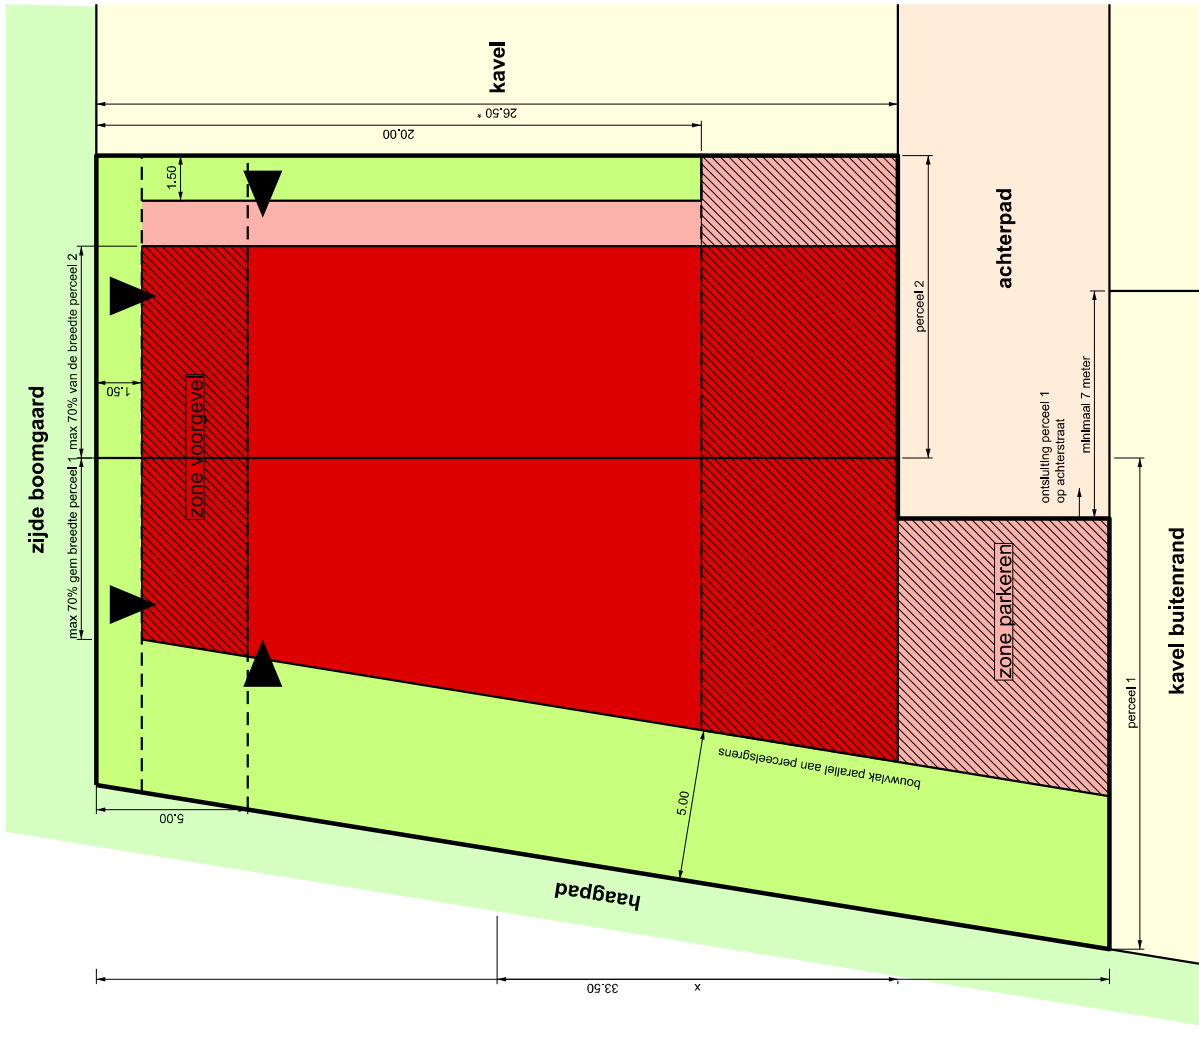 kavel
26.50 *
20.00
1.50
max 70% van de breedte perceel 2
achterpad
perceel 2
1.50
zone voorgevel
zijde boomgaard
max 70% gem breedte perceel 1
minimaal 7 meter
ontsluiting perceel 1
op achterstraat
zone parkeren
kavel buitenrand
perceel 1
bouwvlak parallel aan perceelsgrens
5.00
5.00
haagpad
33.50
x